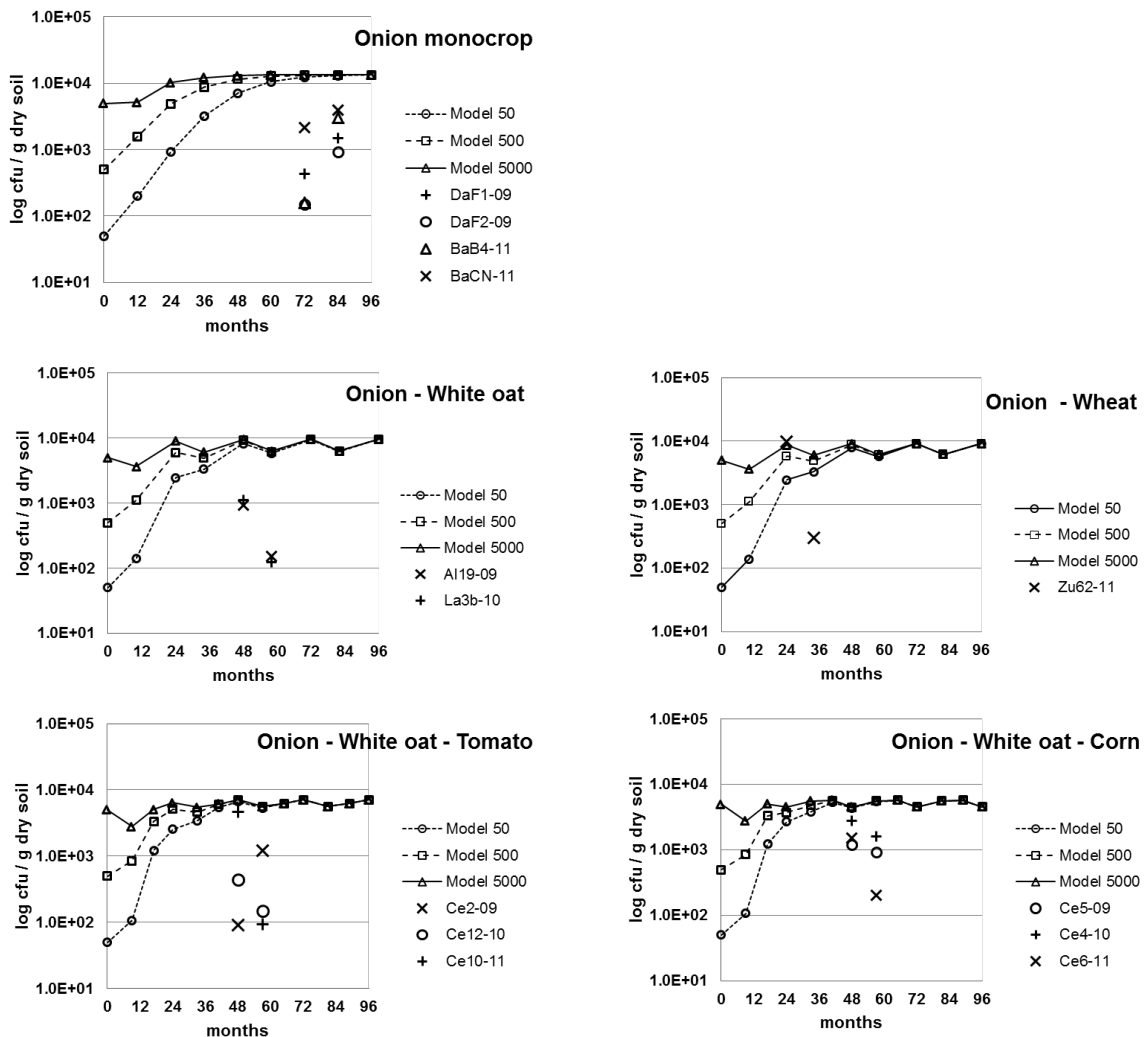 Onion monocrop
log cfu / g dry soil
1.0E+05
1.0E+04
1.0E+03
1.0E+02
1.0E+01
0 12 24 36 48 60 72 84 96
months
Model 50
Model 500
Model 5000
DaF1-09
DaF2-09
BaB4-11
BaCN-11
Onion - White oat
log cfu / g dry soil
1.0E+05
1.0E+04
1.0E+03
1.0E+02
1.0E+01
0 12 24 36 48 60 72 84 96
months
Model 50
Model 500
Model 5000
Al19-09
La3b-10
Onion - Wheat
log cfu / g dry soil
1.0E+05
1.0E+04
1.0E+03
1.0E+02
1.0E+01
0 12 24 36 48 60 72 84 96
months
Model 50
Model 500
Model 5000
Zu62-11
Onion - White oat - Tomato
log cfu / g dry soil
1.0E+05
1.0E+04
1.0E+03
1.0E+02
1.0E+01
0 12 24 36 48 60 72 84 96
months
Model 50
Model 500
Model 5000
Ce2-09
Ce12-10
Ce10-11
Onion - White oat - Corn
log cfu / g dry soil
1.0E+05
1.0E+04
1.0E+03
1.0E+02
1.0E+01
0 12 24 36 48 60 72 84 96
months
Model 50
Model 500
Model 5000
Ce5-09
Ce4-10
Ce6-11